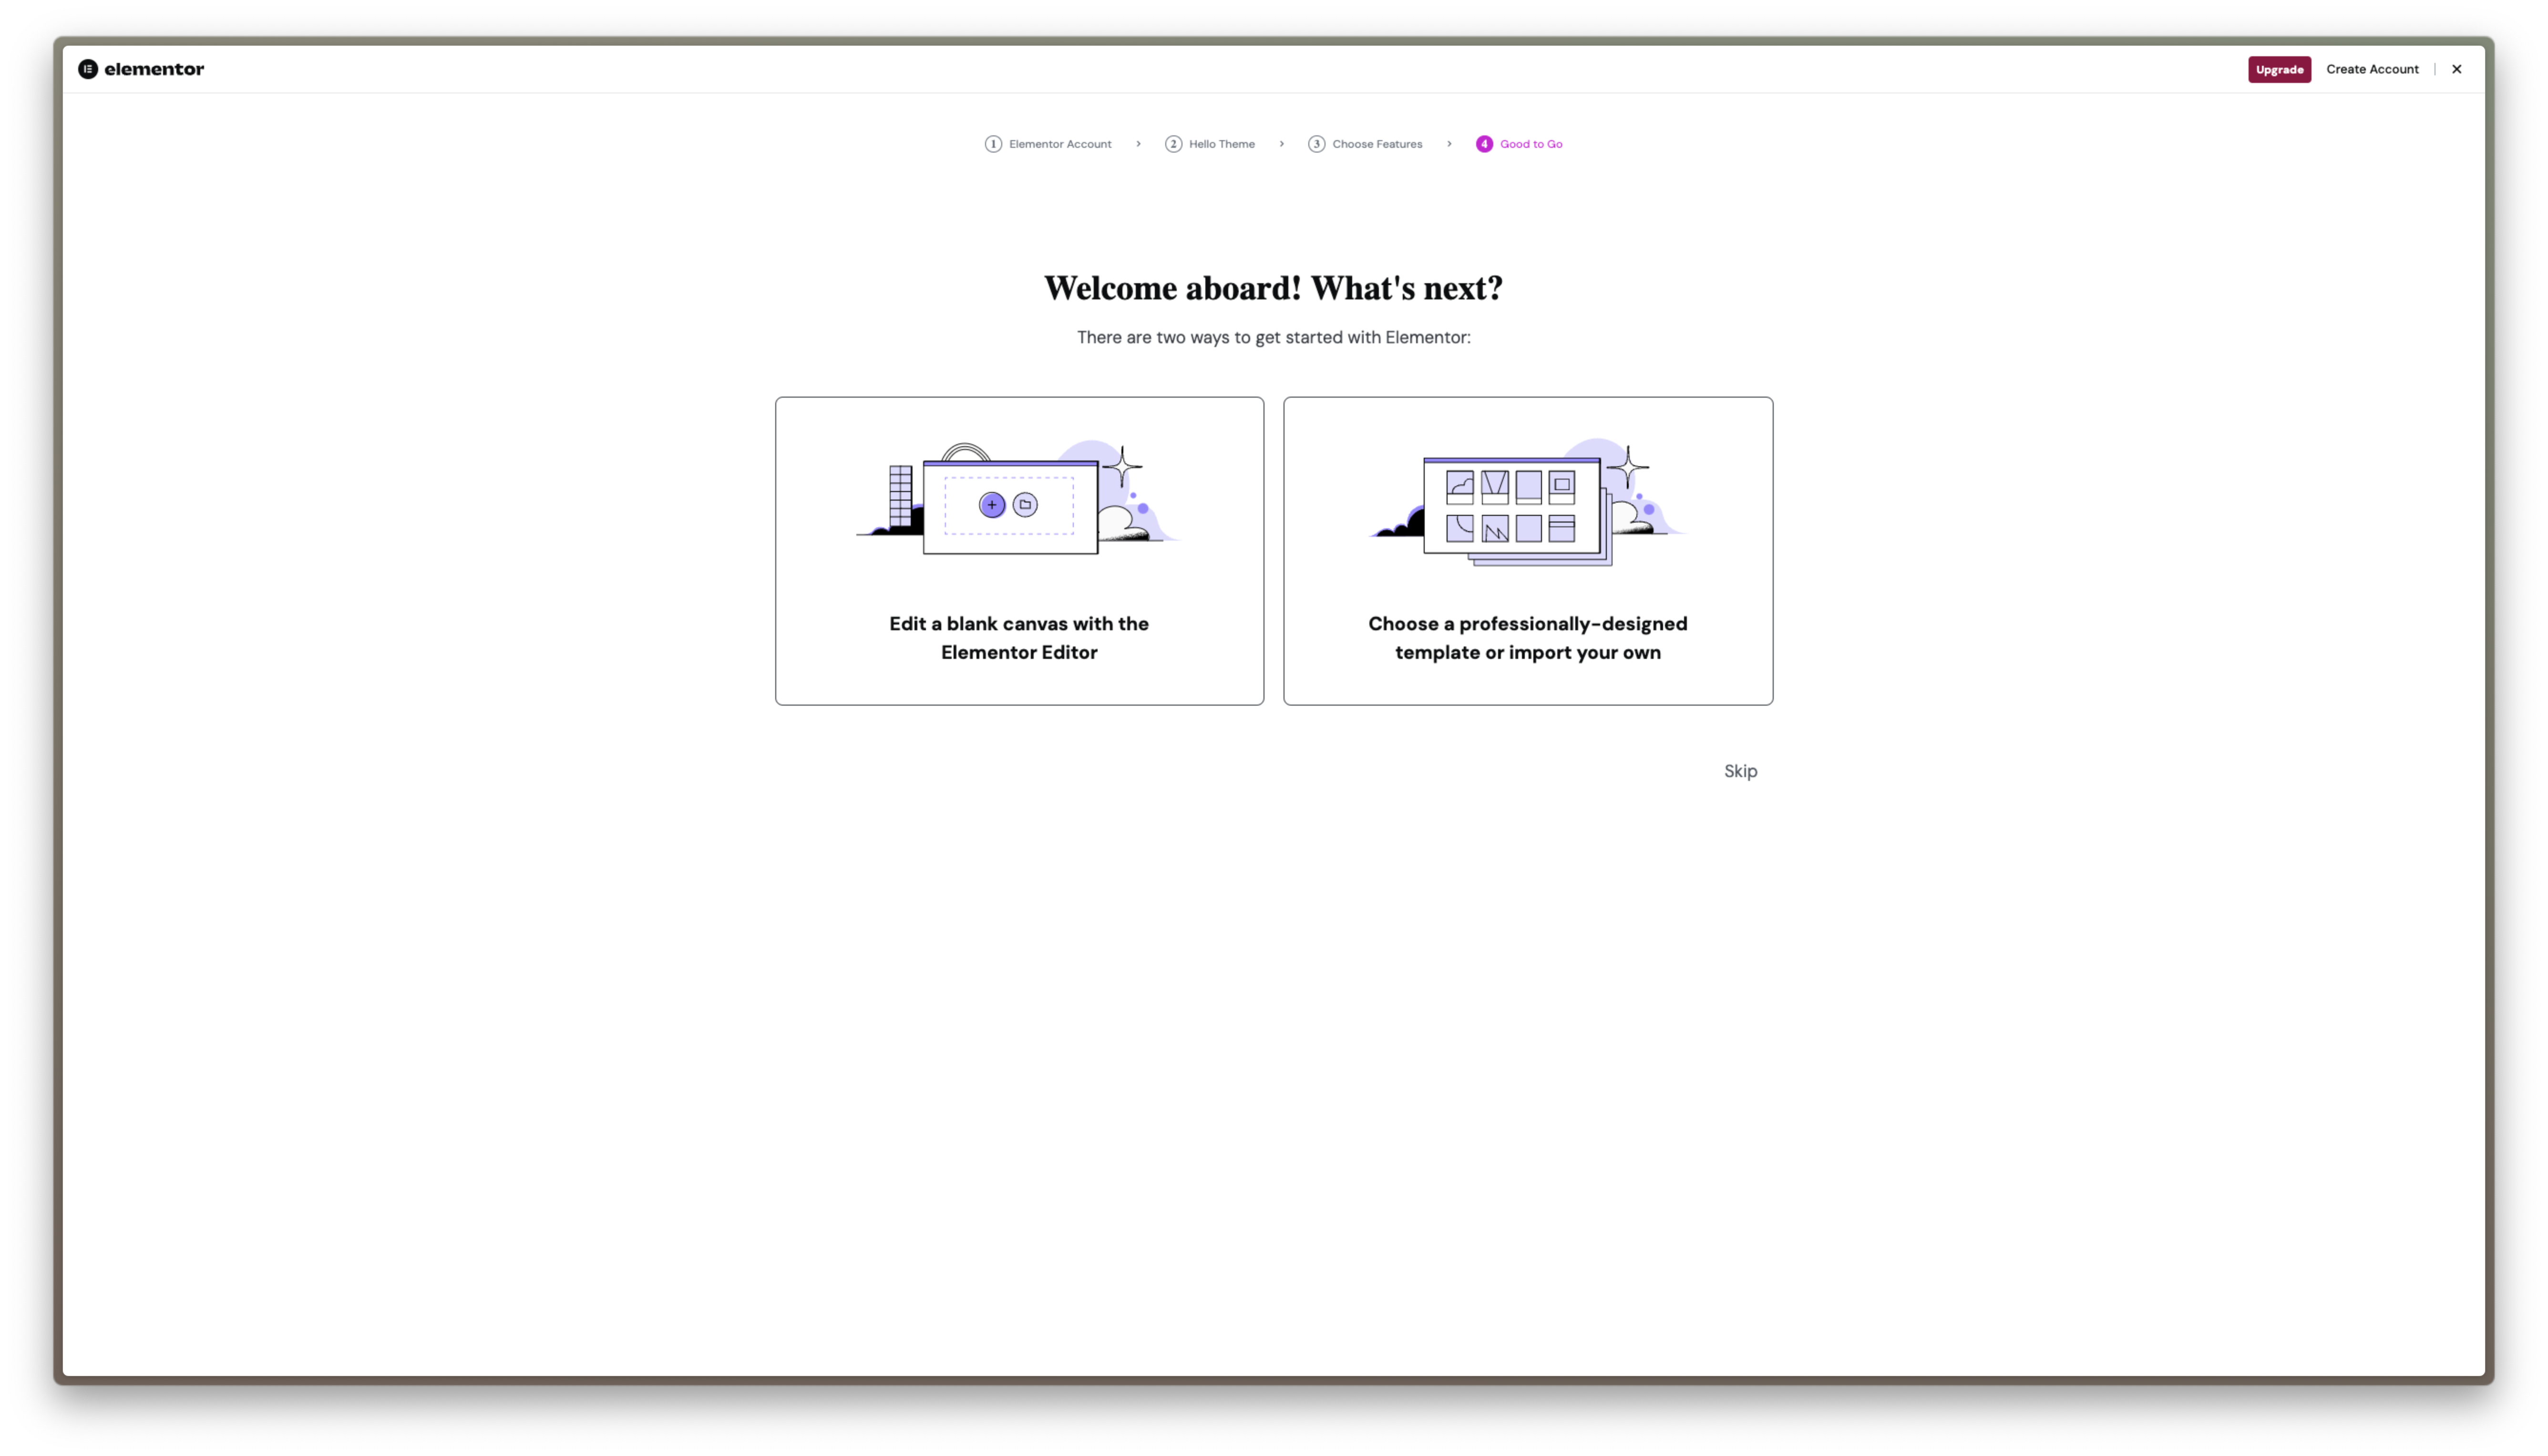 elementor
Upgrade Create Account
1 Elementor Account 2 Hello Theme 3 Choose Features 4 Good to Go
Welcome aboard! What's next?
There are two ways to get started with Elementor:
Edit a blank canvas with the
Elementor Editor
Choose a professionally-designed
template or import your own
Skip